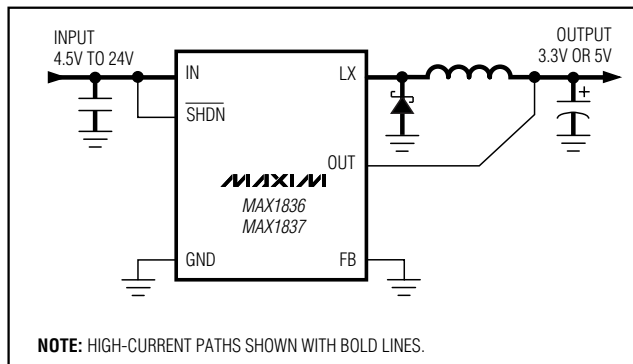 INPUT
4.5V TO 24V
OUTPUT
3.3V OR 5V
IN
LX
SHDN
OUT
MAXIM
MAX1836
MAX1837
GND
FB
+
NOTE: HIGH-CURRENT PATHS SHOWN WITH BOLD LINES.